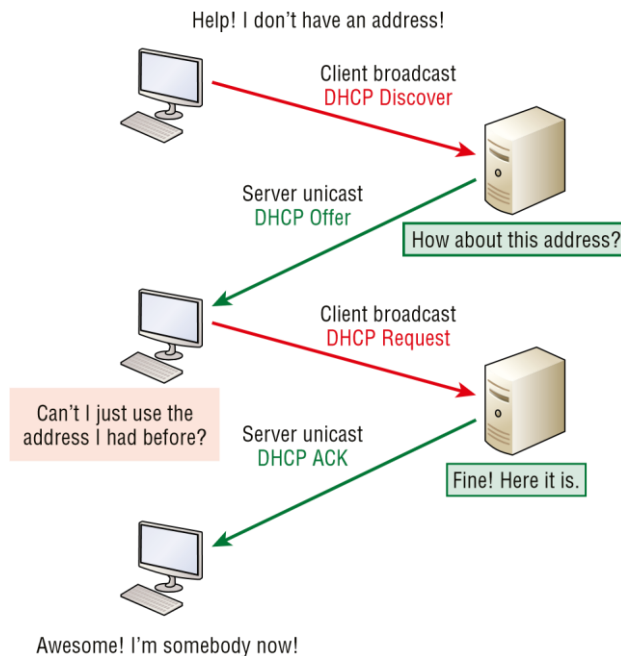 Help! I don't have an address!
Client broadcast
DHCP Discover
Server unicast
DHCP Offer
How about this address?
Client broadcast
DHCP Request
Can't I just use the
address I had before?
Server unicast
DHCP ACK
Fine! Here it is.
Awesome! I'm somebody now!